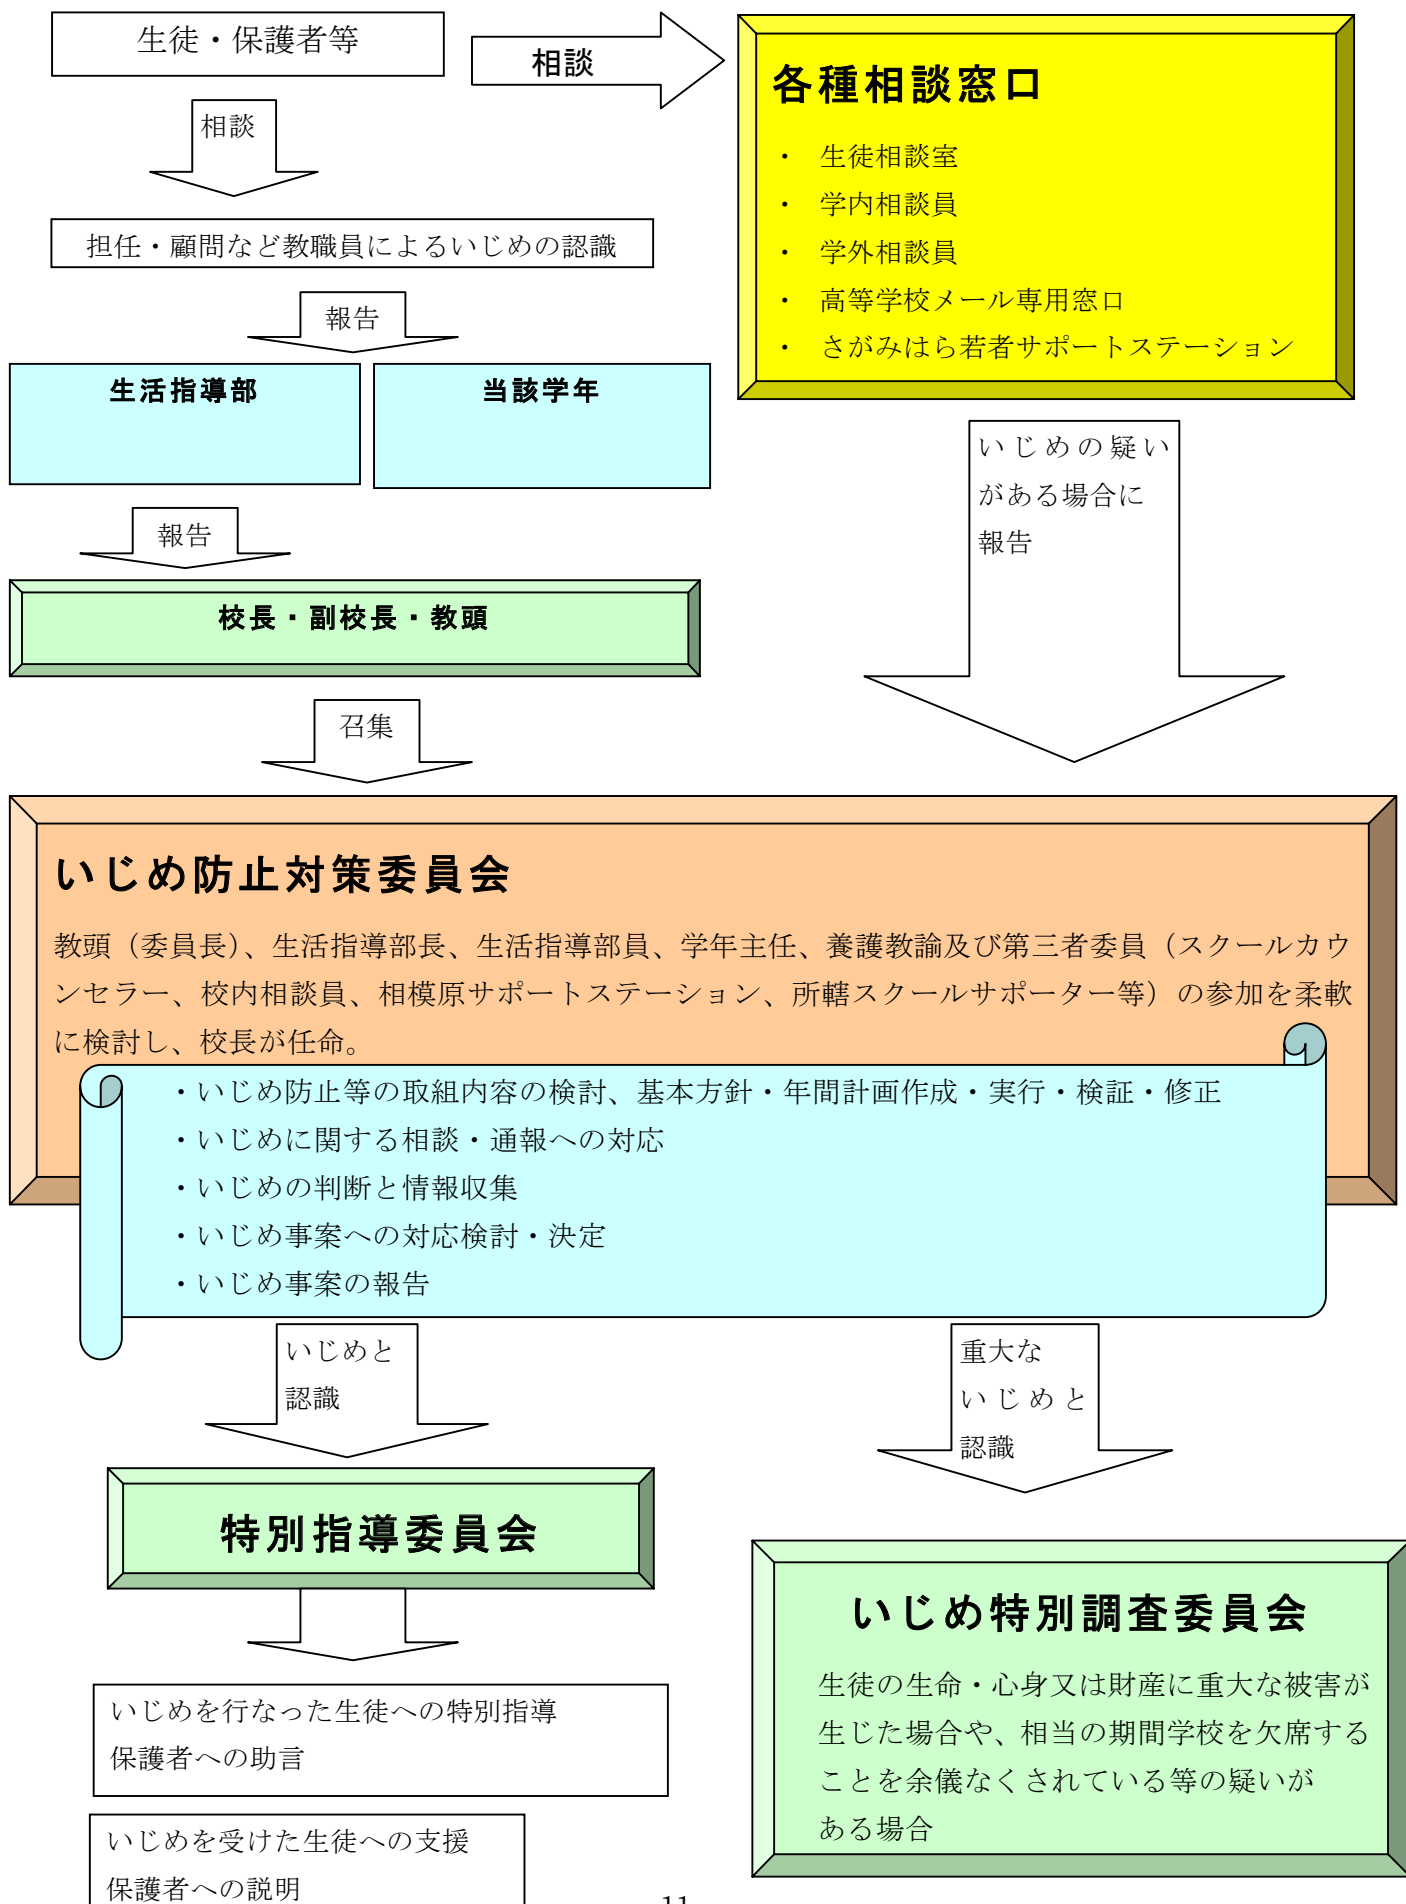 生徒・保護者等
相談
各種相談窓口
・ 生徒相談室
・ 学内相談員
・ 学外相談員
・ 高等学校メール専用窓口
・ さがみはら若者サポートステーション
相談
担任・顧問など教職員によるいじめの認識
報告
生活指導部
当該学年
いじめの疑い
がある場合に
報告
報告
校長・副校長・教頭
召集
いじめ防止対策委員会
教頭（委員長）、生活指導部長、生活指導部員、学年主任、養護教諭及び第三者委員（スクールカウ
ンセラー、校内相談員、相模原サポートステーション、所轄スクールサポーター等）の参加を柔軟
に検討し、校長が任命。
・いじめ防止等の取組内容の検討、基本方針・年間計画作成・実行・検証・修正
・いじめに関する相談・通報への対応
・いじめの判断と情報収集
・いじめ事案への対応検討・決定
・いじめ事案の報告
いじめと
認識
重大な
いじめと
認識
特別指導委員会
いじめを行なった生徒への特別指導
保護者への助言
いじめを受けた生徒への支援
保護者への説明
いじめ特別調査委員会
生徒の生命・心身又は財産に重大な被害が
生じた場合や、相当の期間学校を欠席する
ことを余儀なくされている等の疑いが
ある場合
11